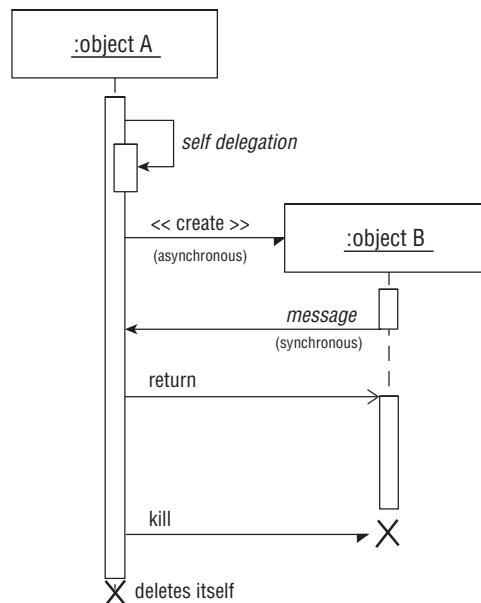 :object A
self delegation
<< create >>
(asynchronous)
:object B
message
(synchronous)
return
kill
deletes itself